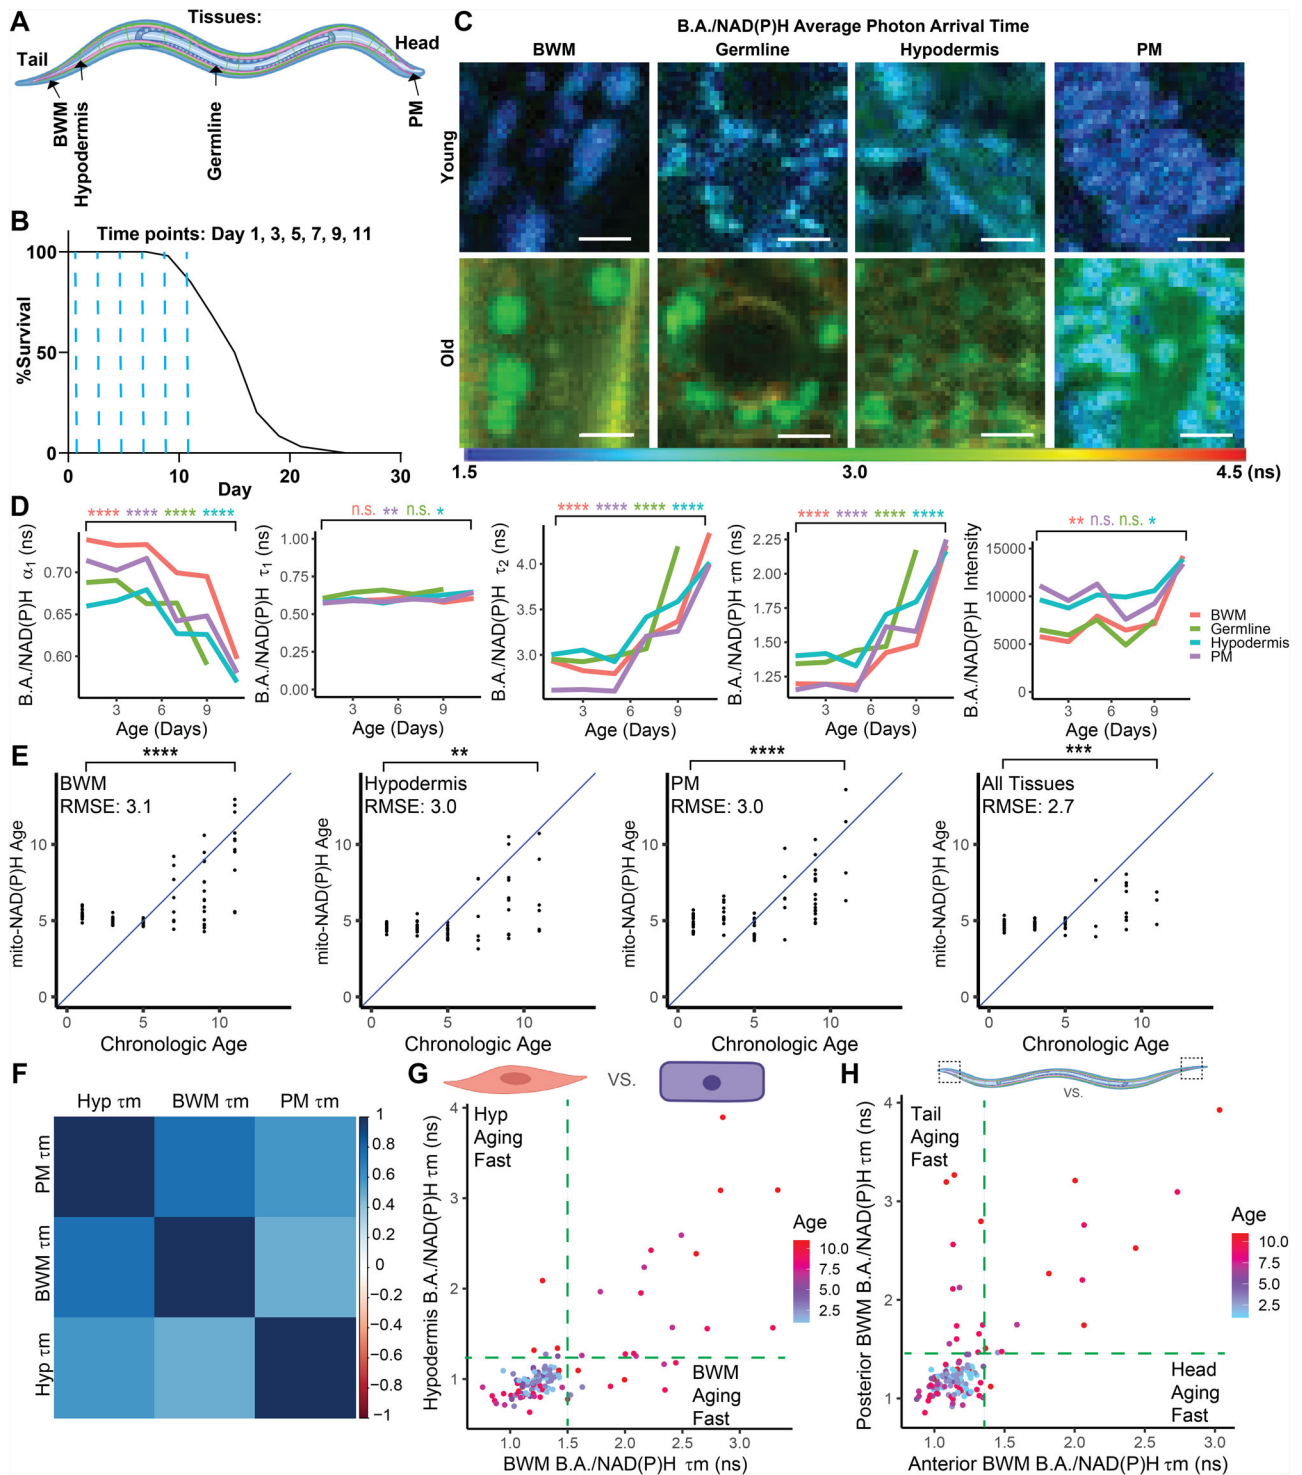 A
Tissues:
Tail
Head
BWM
Hypodermis
Germline
PM
B
Time points: Day 1, 3, 5, 7, 9, 11
%Survival
100
50
0
0 10 20 30
Day
C
B.A./NAD(P)H Average Photon Arrival Time
BWM Germline Hypodermis PM
Young
Old
1.5 3.0 4.5 (ns)
D
B.A./NAD(P)H α1 (ns)
**** **** **** ****
0.70
0.65
0.60
3 6 9
Age (Days)
B.A./NAD(P)H τ1 (ns)
n.s. ** n.s. *
1.00
0.75
0.50
0.25
0.00
3 6 9
Age (Days)
B.A./NAD(P)H τ2 (ns)
**** **** **** ****
4.0
3.5
3.0
3 6 9
Age (Days)
B.A./NAD(P)H τm (ns)
**** **** **** ****
2.25
2.00
1.75
1.50
1.25
3 6 9
Age (Days)
B.A./NAD(P)H Intensity
** n.s. n.s. *
15000
10000
5000
0
3 6 9
Age (Days)
BWM
Germline
Hypodermis
PM
E
****
BWM
RMSE: 3.1
mito-NAD(P)H Age
10
5
0
0 5 10
Chronologic Age
**
Hypodermis
RMSE: 3.0
mito-NAD(P)H Age
10
5
0
0 5 10
Chronologic Age
****
PM
RMSE: 3.0
mito-NAD(P)H Age
10
5
0
0 5 10
Chronologic Age
***
All Tissues
RMSE: 2.7
mito-NAD(P)H Age
10
5
0
0 5 10
Chronologic Age
F
Hyp τm BWM τm PM τm
PM τm
BWM τm
Hyp τm
1
0.8
0.6
0.4
0.2
0
−0.2
−0.4
−0.6
−0.8
−1
G
VS.
Hyp
Aging
Fast
BWM
Aging
Fast
Hypodermis B.A./NAD(P)H τm (ns)
4
3
2
1
1.0 1.5 2.0 2.5 3.0
BWM B.A./NAD(P)H τm (ns)
Age
10.0
7.5
5.0
2.5
H
VS.
Tail
Aging
Fast
Head
Aging
Fast
Posterior BWM B.A./NAD(P)H τm (ns)
4
3
2
1
1.0 1.5 2.0 2.5 3.0
Anterior BWM B.A./NAD(P)H τm (ns)
Age
10.0
7.5
5.0
2.5